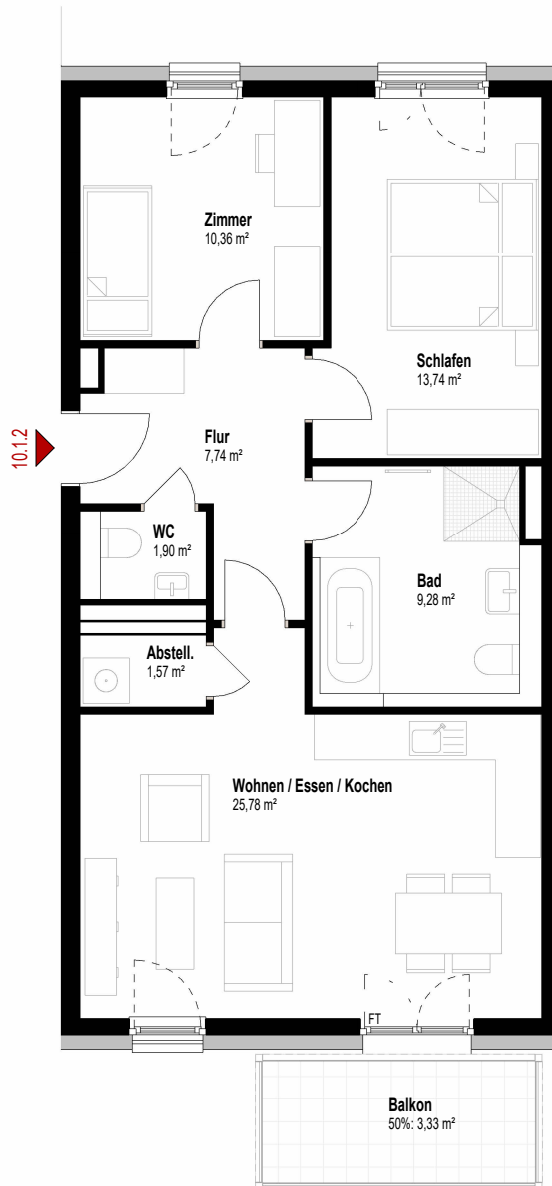 Zimmer
10,36 m²
Schlafen
13,74 m²
10.1.2
Flur
7,74 m²
WC
1,90 m²
Bad
9,28 m²
Abstell.
1,57 m²
Wohnen / Essen / Kochen
25,78 m²
FT
Balkon
50%: 3,33 m²